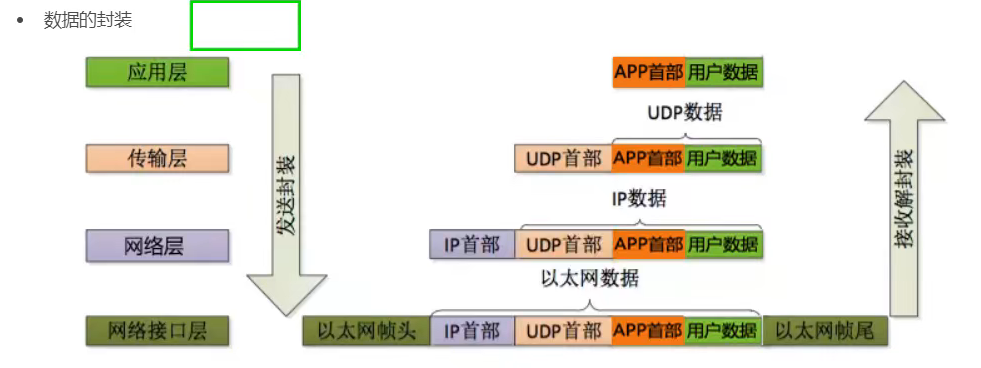 数据的封装
应用层
APP首部 用户数据
UDP数据
传输层
UDP首部 APP首部 用户数据
发送封装
接收解封装
IP数据
网络层
IP首部 UDP首部 APP首部 用户数据
以太网数据
网络接口层
以太网帧头 IP首部 UDP首部 APP首部 用户数据 以太网帧尾